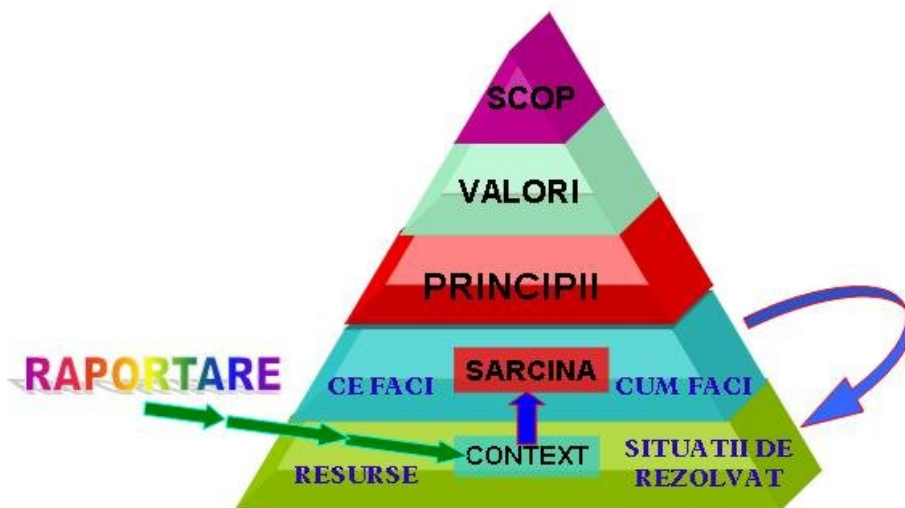 SCOP
VALORI
PRINCIPII
RAPORTARE
CE FACI
SARCINA
CUM FACI
RESURSE
CONTEXT
SITUATII DE
REZOLVAT